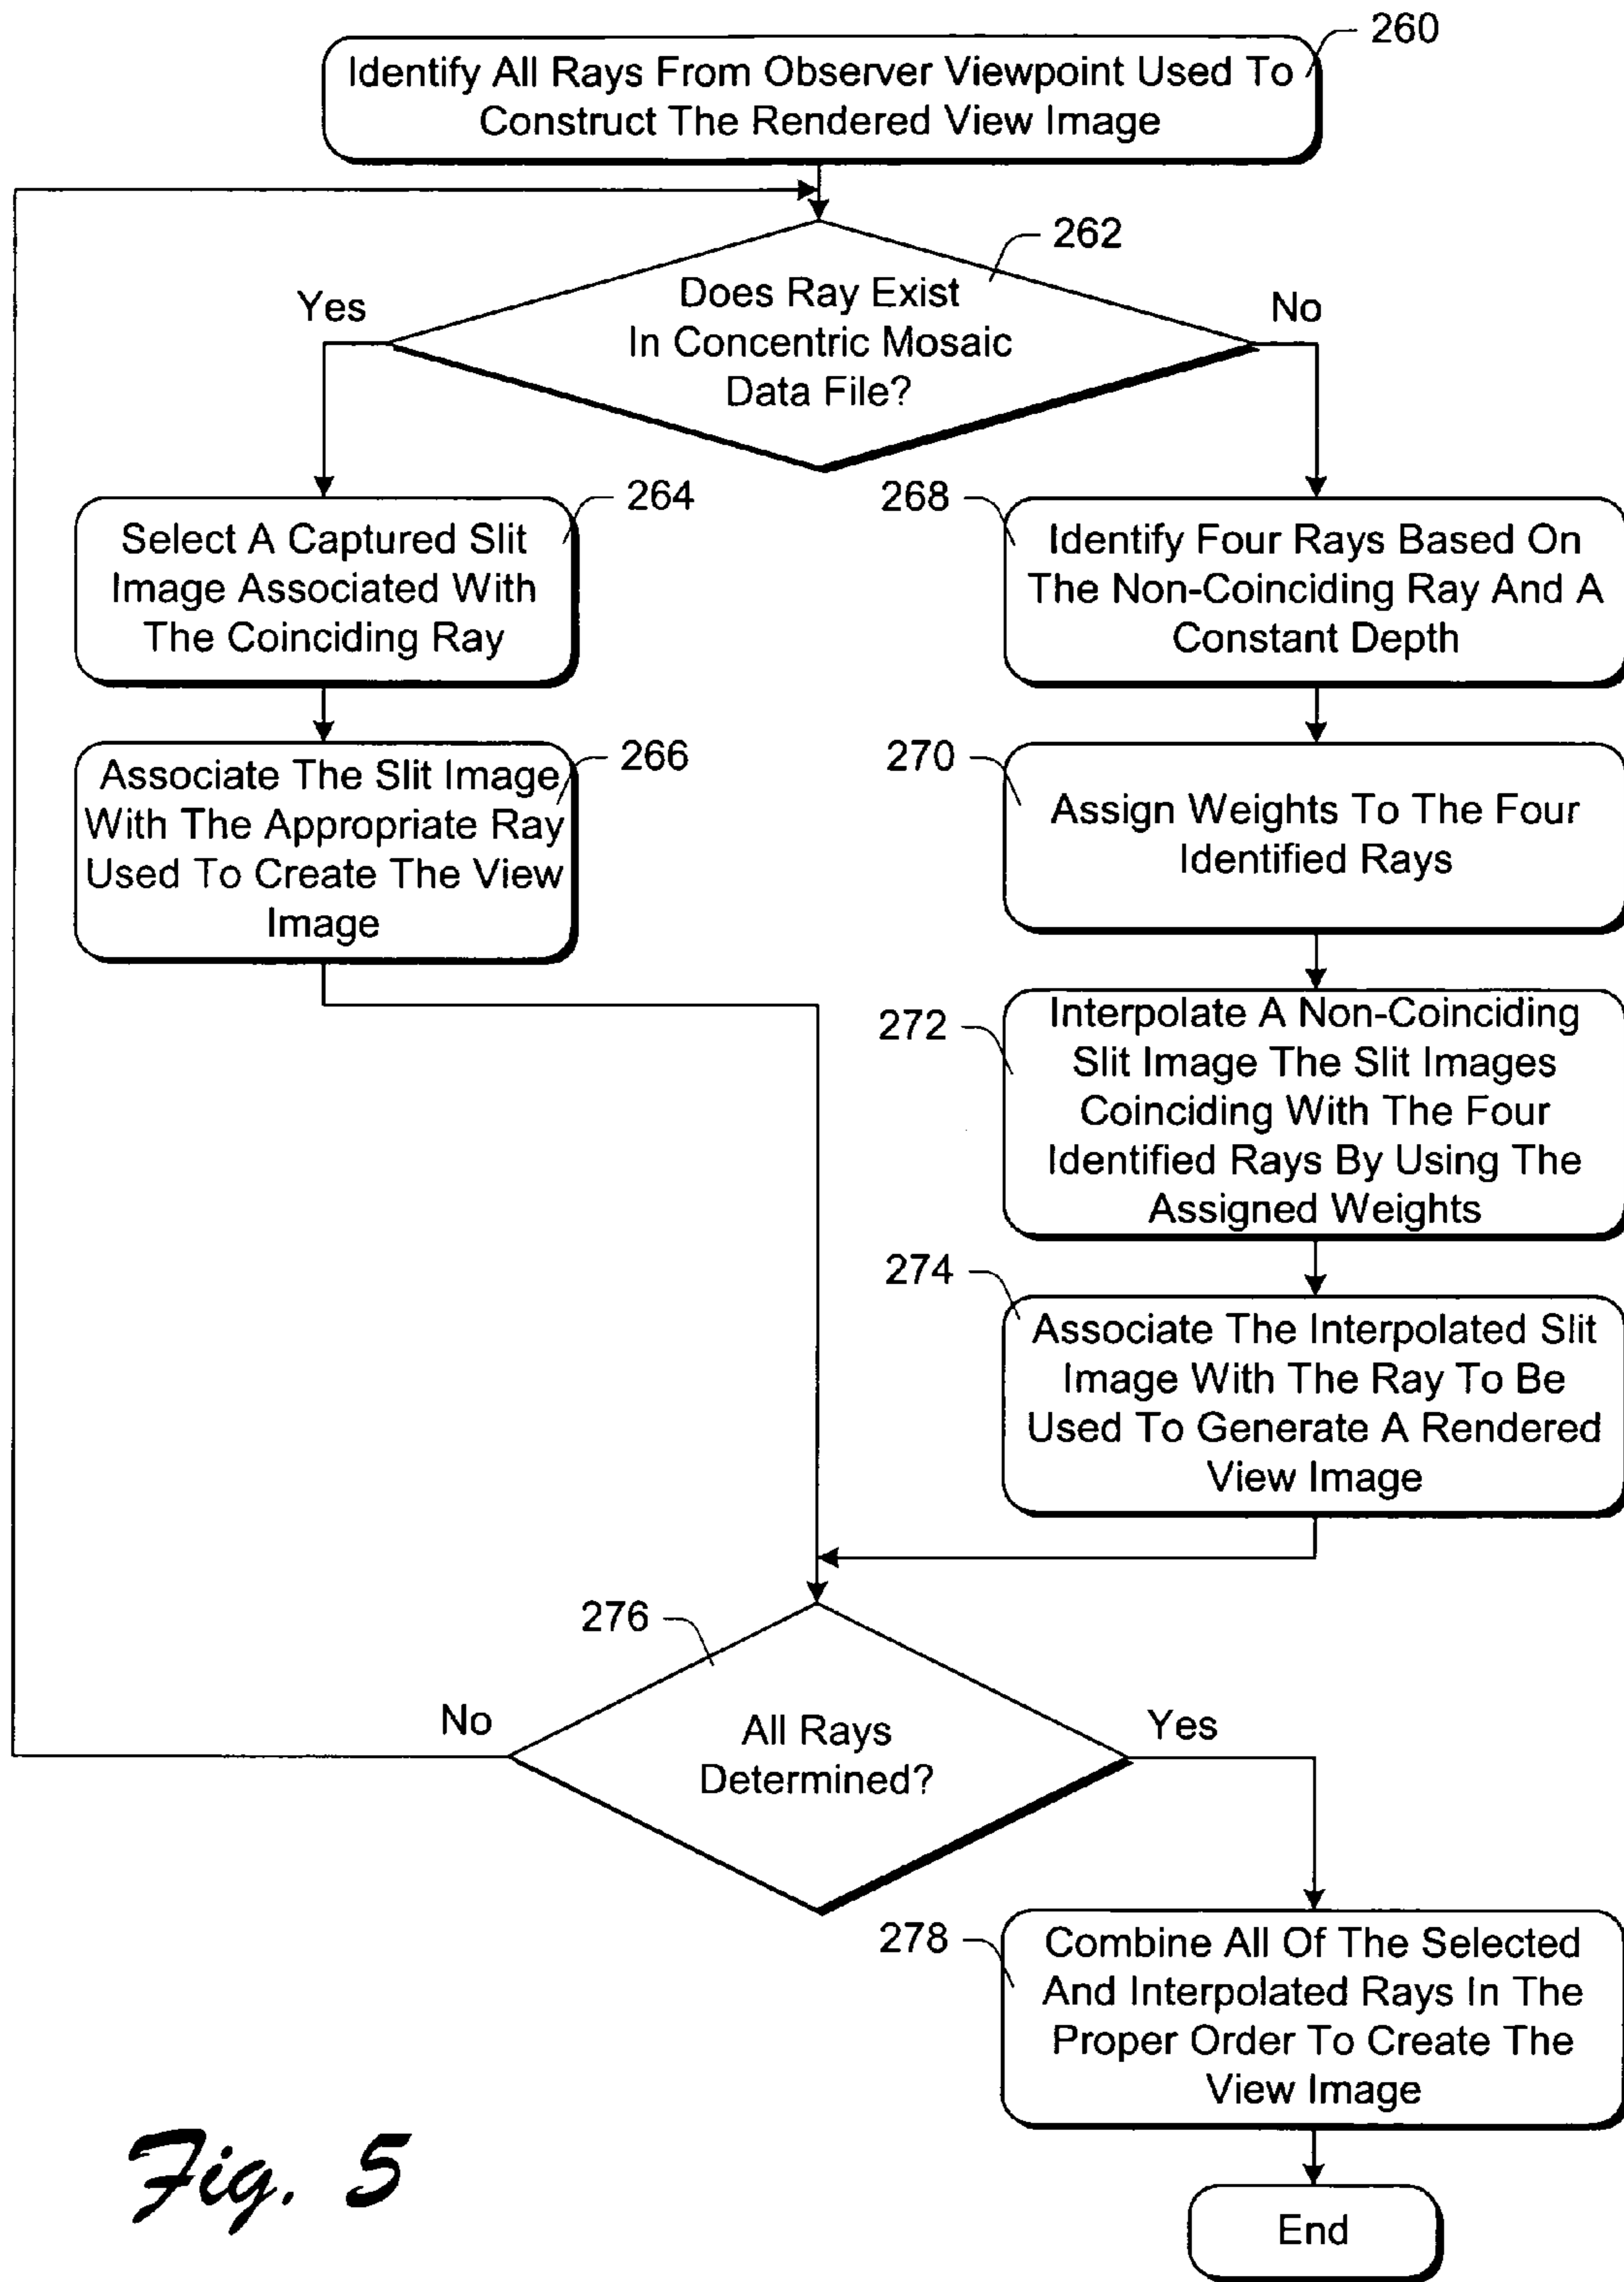 260
Identify All Rays From Observer Viewpoint Used To
Construct The Rendered View Image
262
Does Ray Exist
In Concentric Mosaic
Data File?
Yes
No
264
Select A Captured Slit
Image Associated With
The Coinciding Ray
266
Associate The Slit Image
With The Appropriate Ray
Used To Create The View
Image
268
Identify Four Rays Based On
The Non-Coinciding Ray And A
Constant Depth
270
Assign Weights To The Four
Identified Rays
272
Interpolate A Non-Coinciding
Slit Image The Slit Images
Coinciding With The Four
Identified Rays By Using The
Assigned Weights
274
Associate The Interpolated Slit
Image With The Ray To Be
Used To Generate A Rendered
View Image
276
All Rays
Determined?
No
Yes
278
Combine All Of The Selected
And Interpolated Rays In The
Proper Order To Create The
View Image
End
Fig. 5